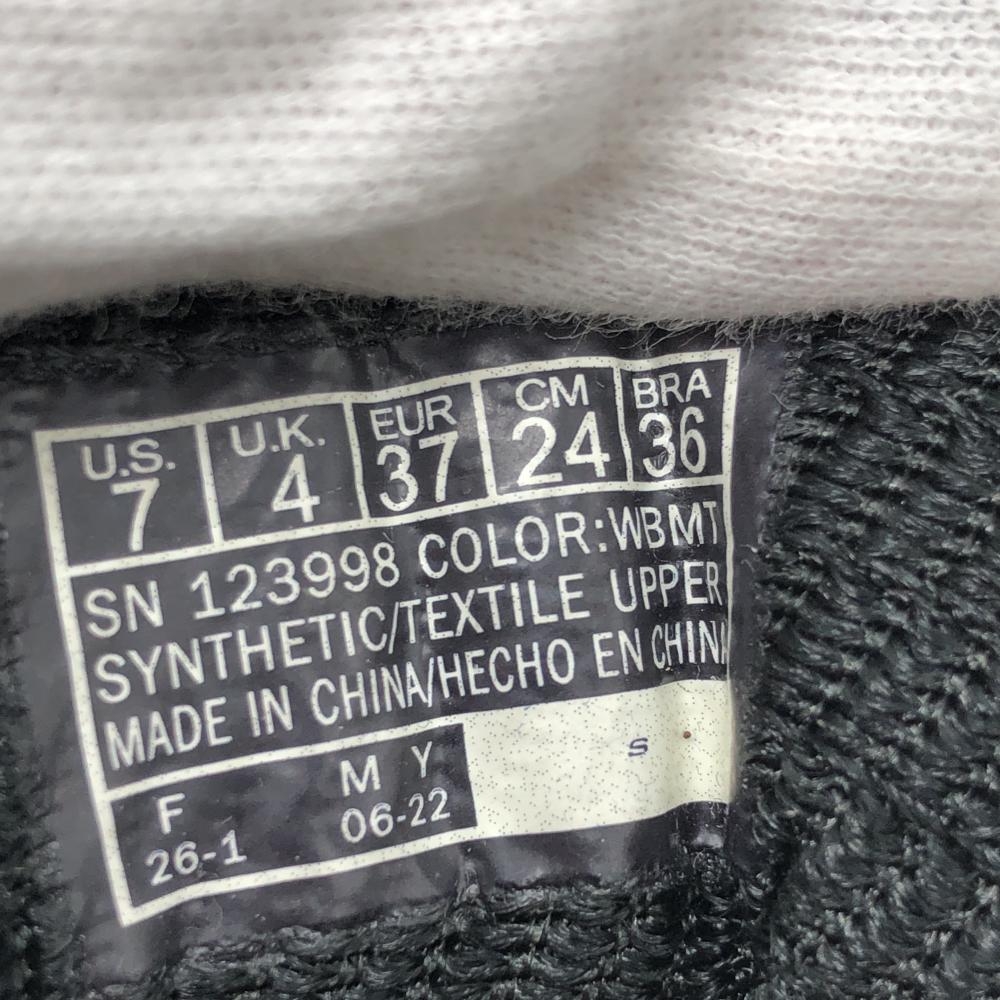 U.S. U.K. EUR CM BRA
7 4 37 24 36
SN 123998 COLOR:WBMT
SYNTHETIC/TEXTILE UPPER
MADE IN CHINA/HECHO EN CHINA
F M Y
26-1 06-22
S